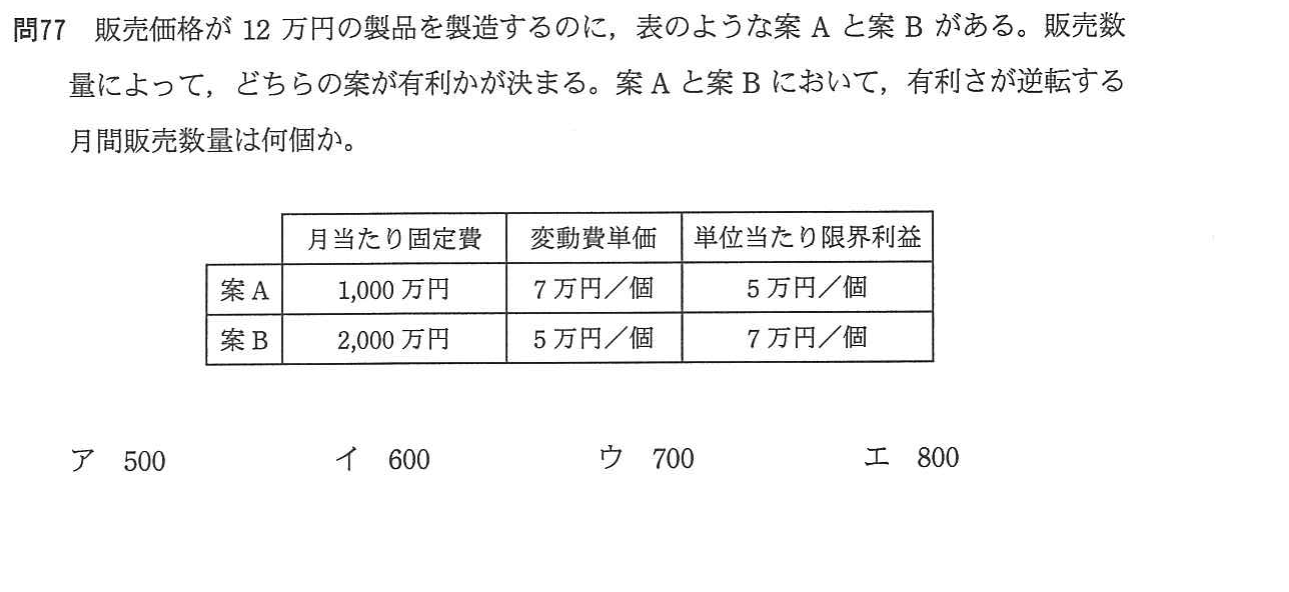 問77　販売価格が 12 万円の製品を製造するのに，表のような案 A と案 B がある。販売数
量によって，どちらの案が有利かが決まる。案 A と案 B において，有利さが逆転する
月間販売数量は何個か。
月当たり固定費　変動費単価　単位当たり限界利益
案 A　1,000 万円　7 万円／個　5 万円／個
案 B　2,000 万円　5 万円／個　7 万円／個
ア　500　イ　600　ウ　700　エ　800